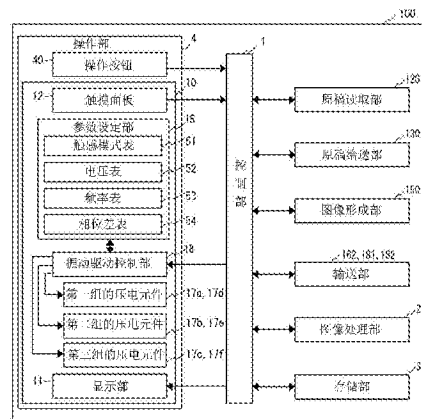 100
操作部
4
1
40
操作按钮
10
12
触摸面板
15
参数设定部
触感模式表
51
电压表
52
频率表
53
相位差表
54
18
振动驱动控制部
第一组的压电元件
17a, 17d
第二组的压电元件
17b, 17e
第三组的压电元件
17c, 17f
11
显示部
控制部
120
原稿读取部
130
原稿输送部
150
图像形成部
162, 181, 192
输送部
2
图像处理部
存储部